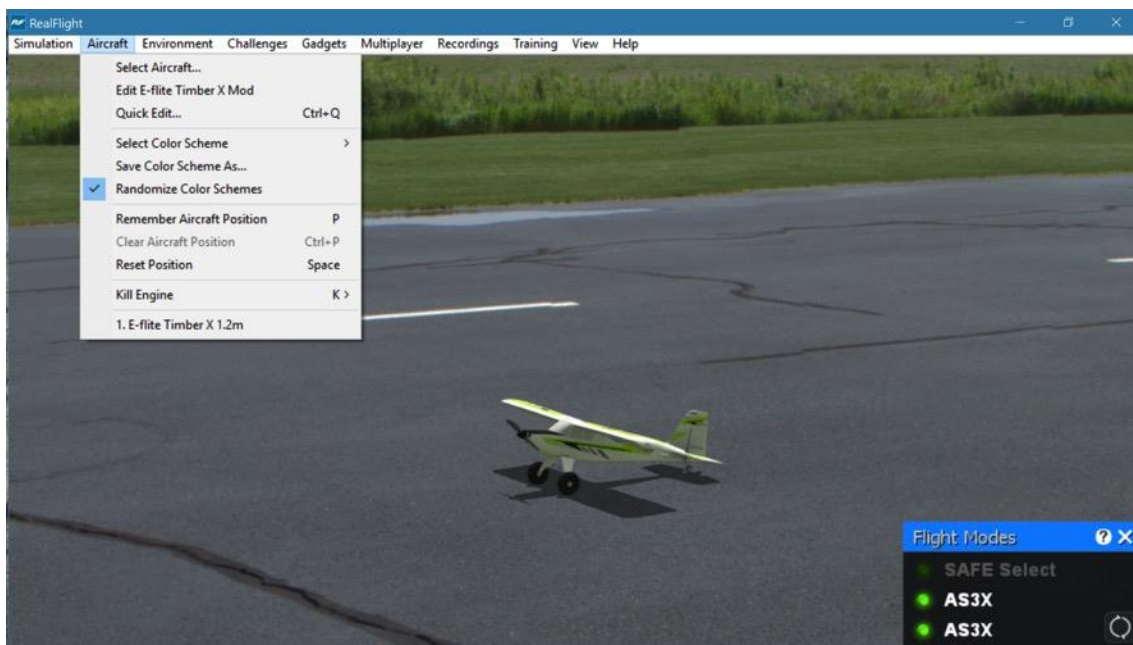 RealFlight
Simulation Aircraft Environment Challenges Gadgets Multiplayer Recordings Training View Help
Select Aircraft...
Edit E-flite Timber X Mod
Quick Edit... Ctrl+Q
Select Color Scheme
Save Color Scheme As...
Randomize Color Schemes
Remember Aircraft Position P
Clear Aircraft Position Ctrl+P
Reset Position Space
Kill Engine K
1. E-flite Timber X 1.2m
Flight Modes
SAFE Select
AS3X
AS3X